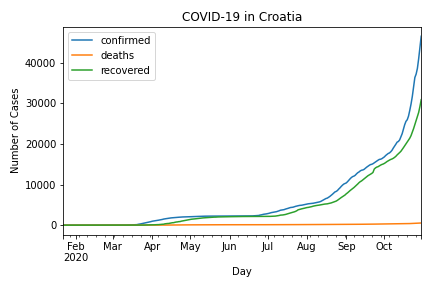 COVID-19 in Croatia
confirmed
deaths
recovered
Number of Cases
40000
30000
20000
10000
0
Feb Mar Apr May Jun Jul Aug Sep Oct
2020
Day